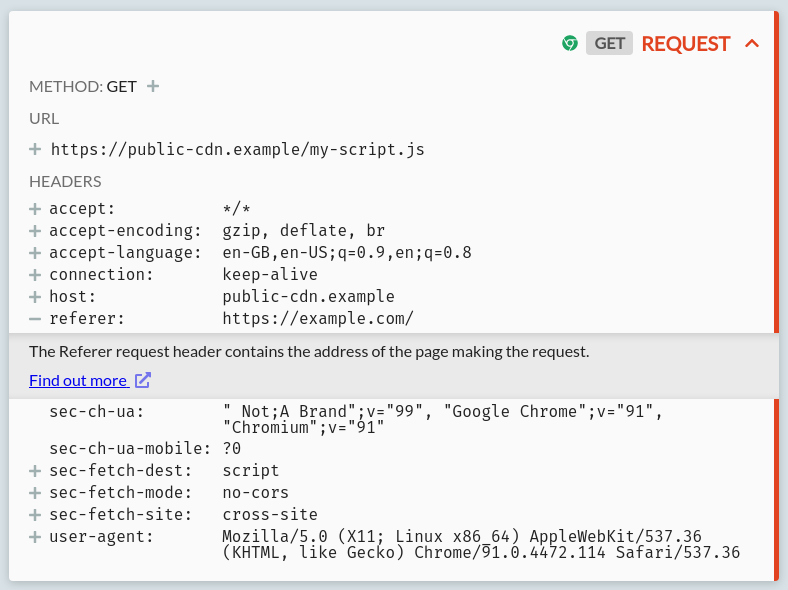 GET REQUEST
METHOD: GET
URL
https://public-cdn.example/my-script.js
HEADERS
accept: */*
accept-encoding: gzip, deflate, br
accept-language: en-GB,en-US;q=0.9,en;q=0.8
connection: keep-alive
host: public-cdn.example
referer: https://example.com/
The Referer request header contains the address of the page making the request.
Find out more
sec-ch-ua: " Not;A Brand";v="99", "Google Chrome";v="91",
"Chromium";v="91"
sec-ch-ua-mobile: ?0
sec-fetch-dest: script
sec-fetch-mode: no-cors
sec-fetch-site: cross-site
user-agent: Mozilla/5.0 (X11; Linux x86_64) AppleWebKit/537.36
(KHTML, like Gecko) Chrome/91.0.4472.114 Safari/537.36